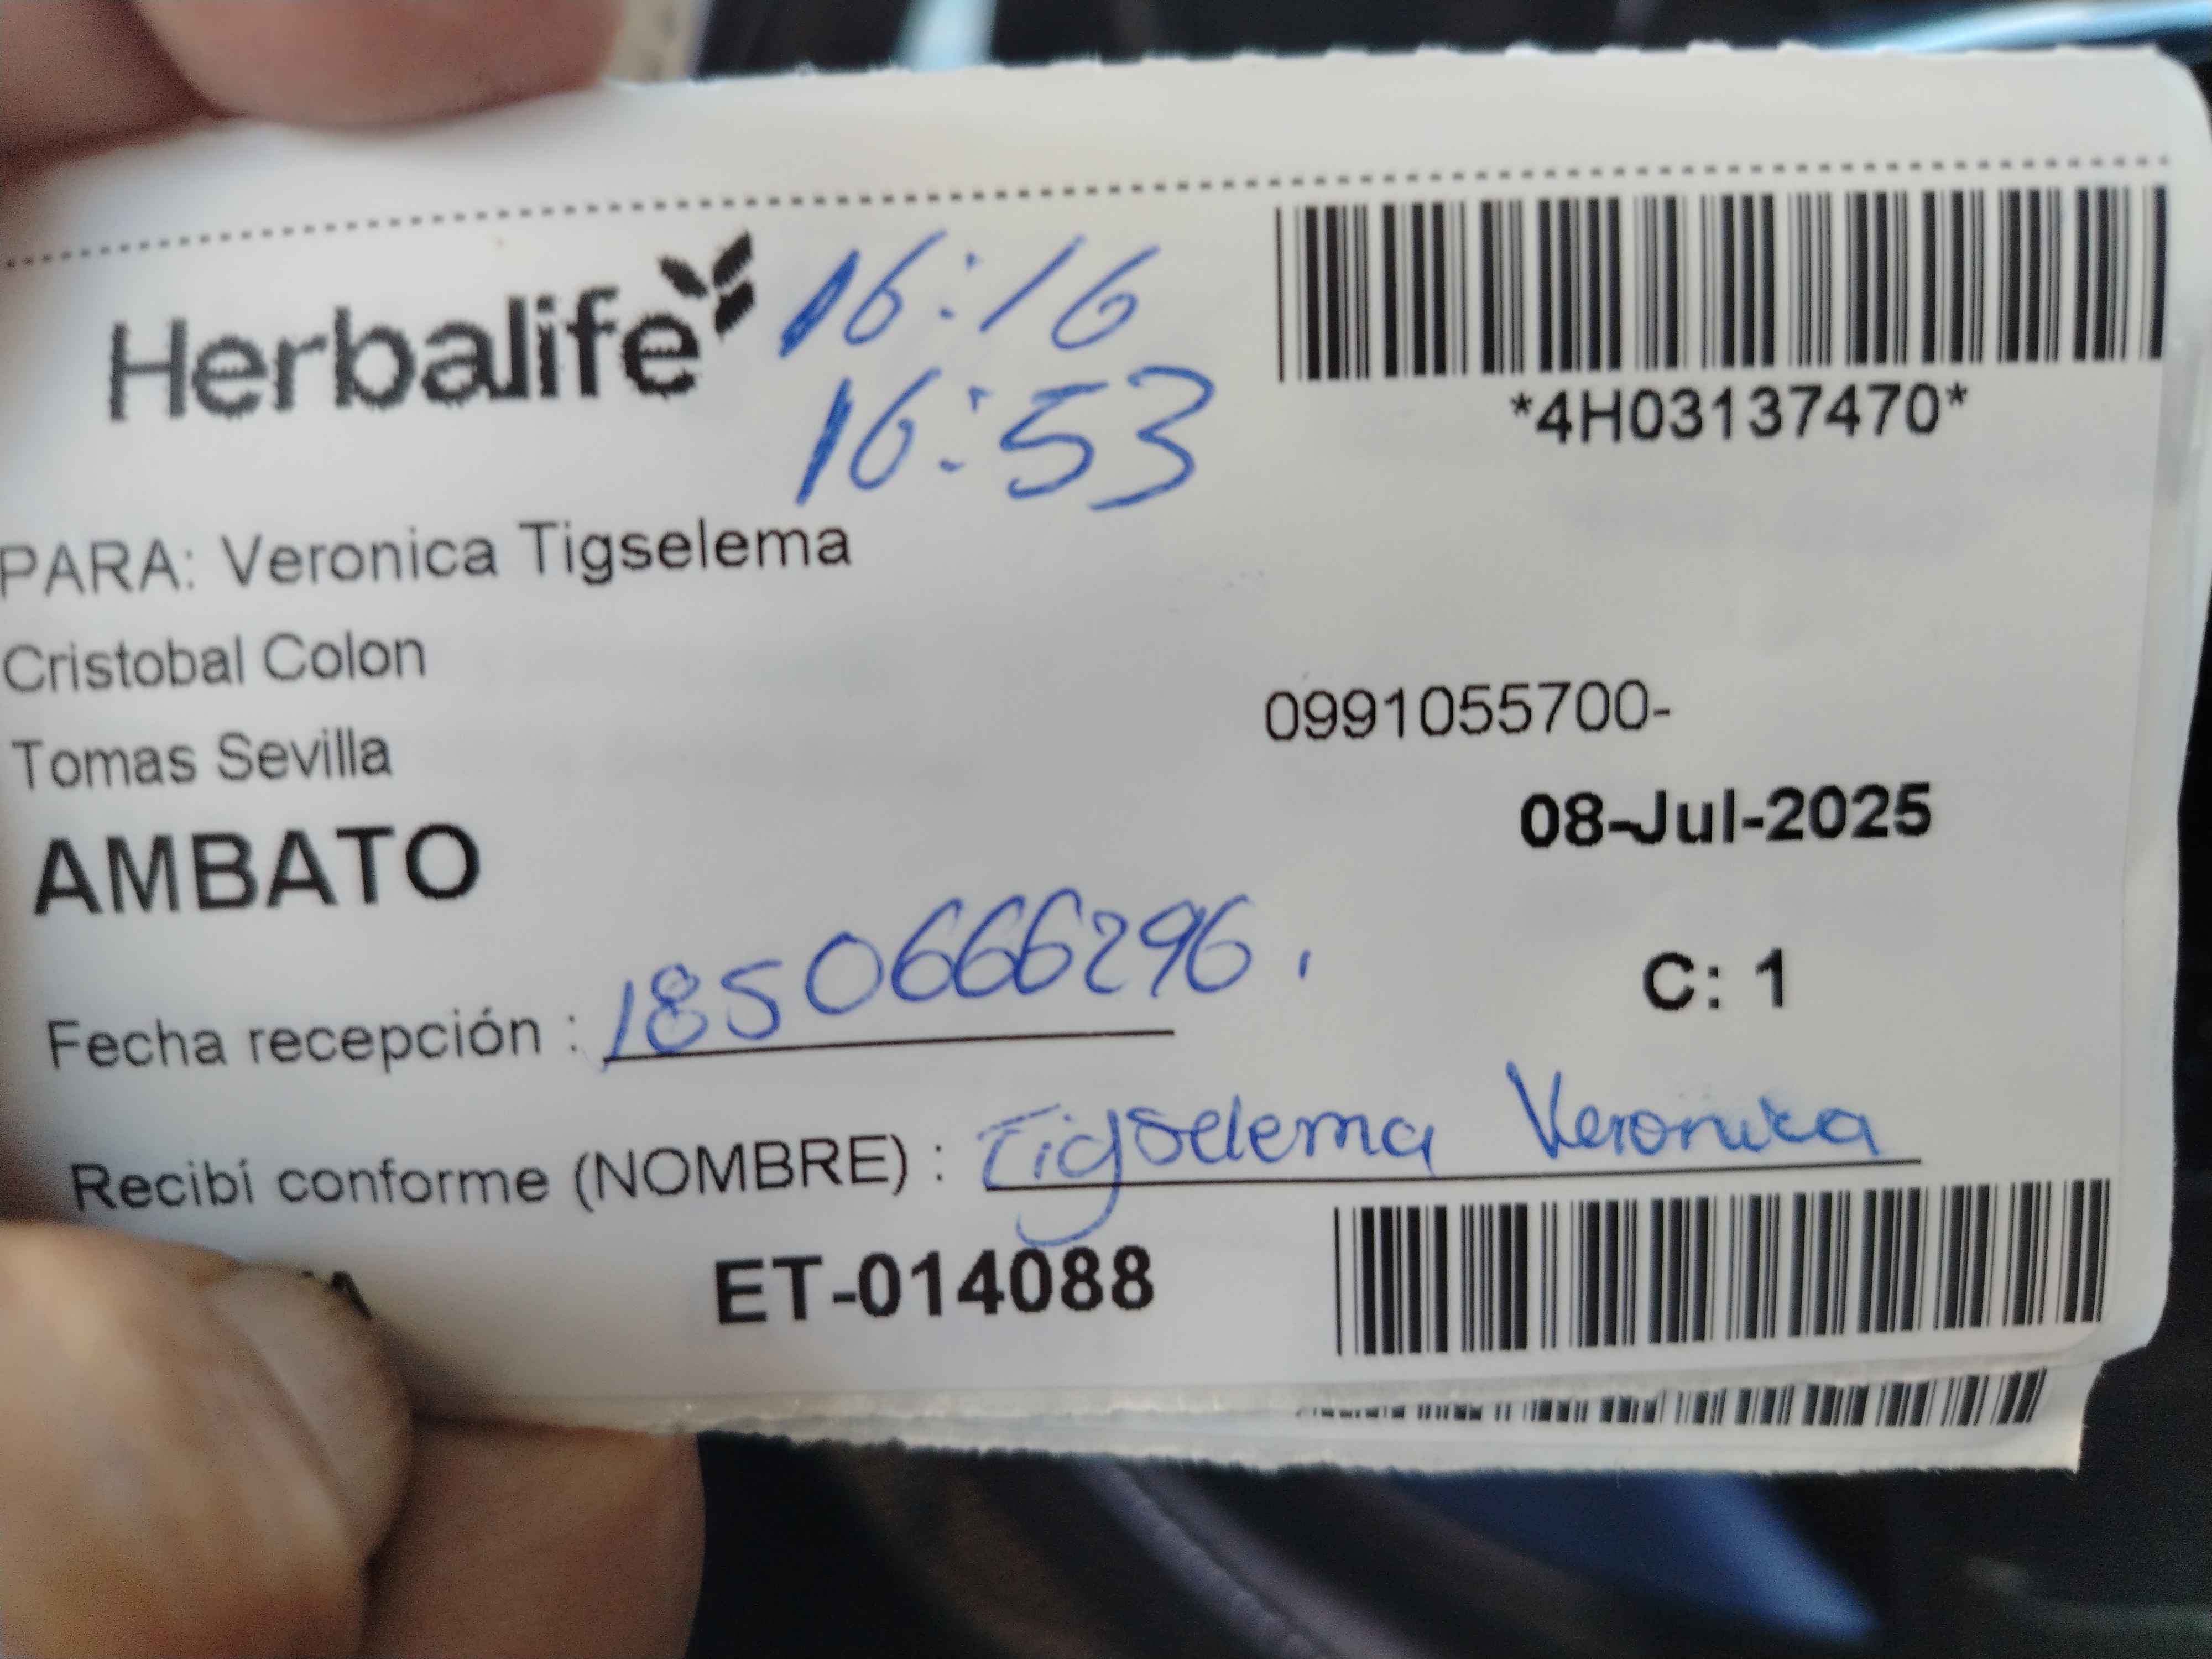 Herbalife 16:16
16:53
*4H03137470*
PARA: Veronica Tigselema
Cristobal Colon
0991055700-
Tomas Sevilla
08-Jul-2025
AMBATO
C: 1
Fecha recepción : 1850666296.
Recibí conforme (NOMBRE) : Tigselema Veronica
ET-014088